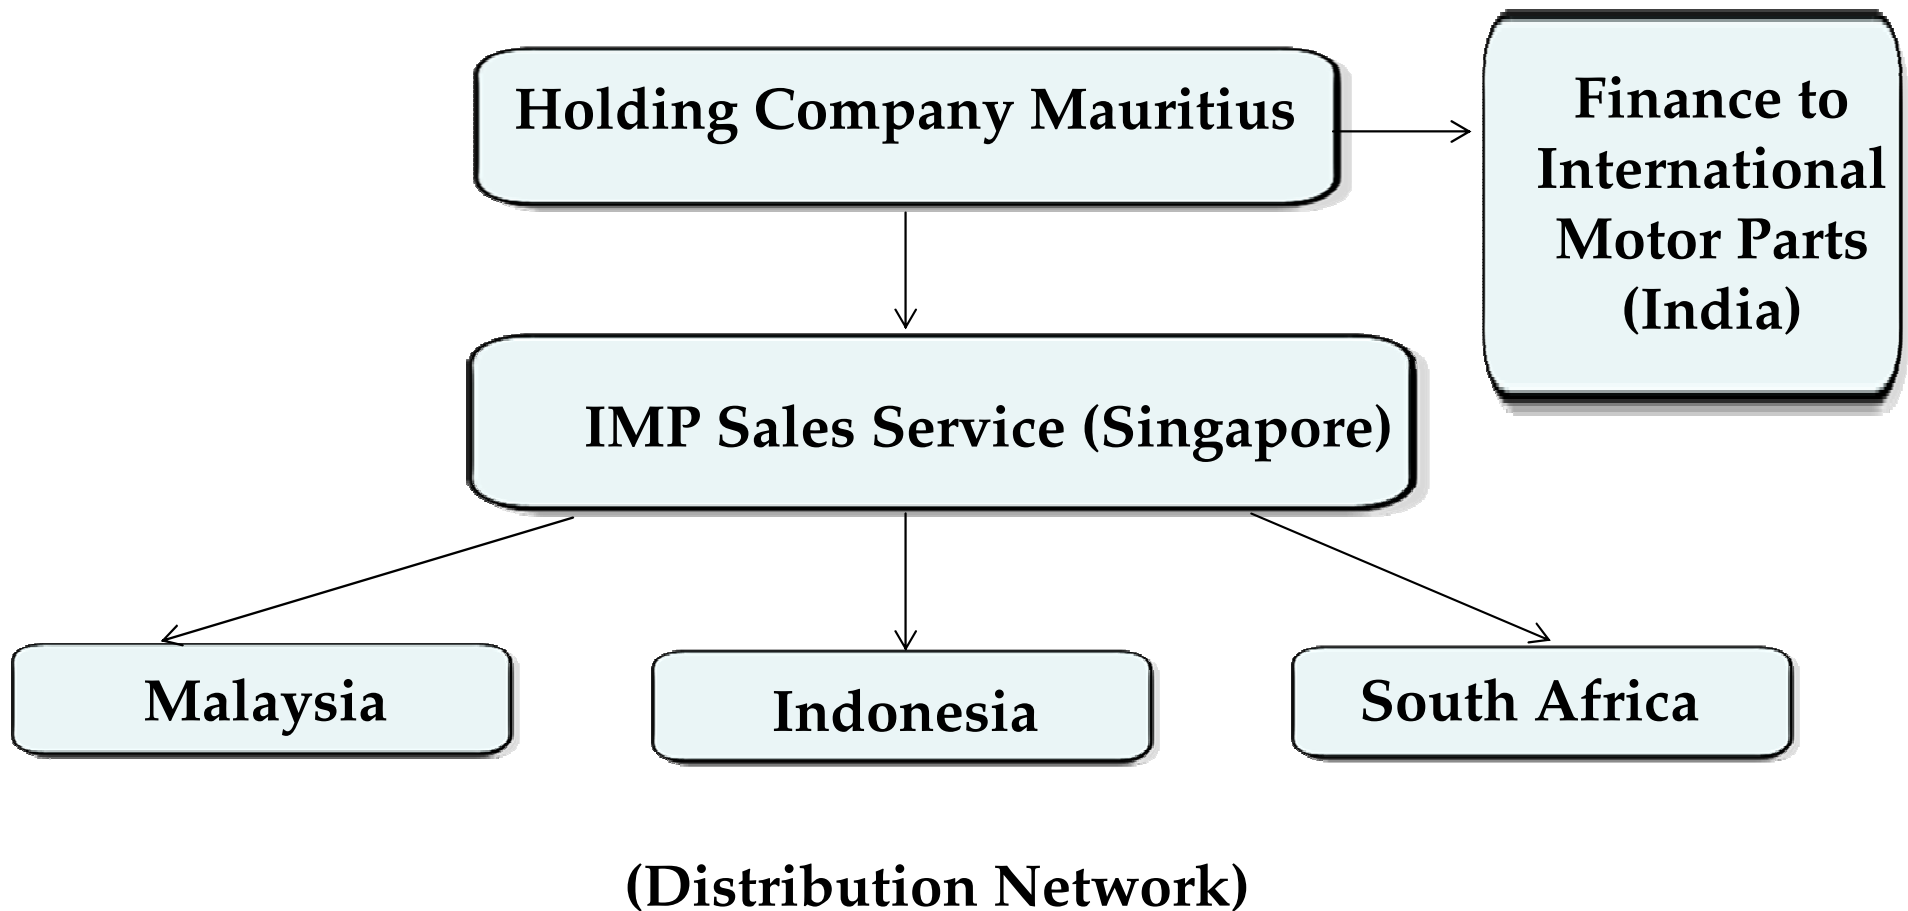 Holding Company Mauritius
Finance to
International
Motor Parts
(India)
IMP Sales Service (Singapore)
Malaysia
Indonesia
South Africa
(Distribution Network)